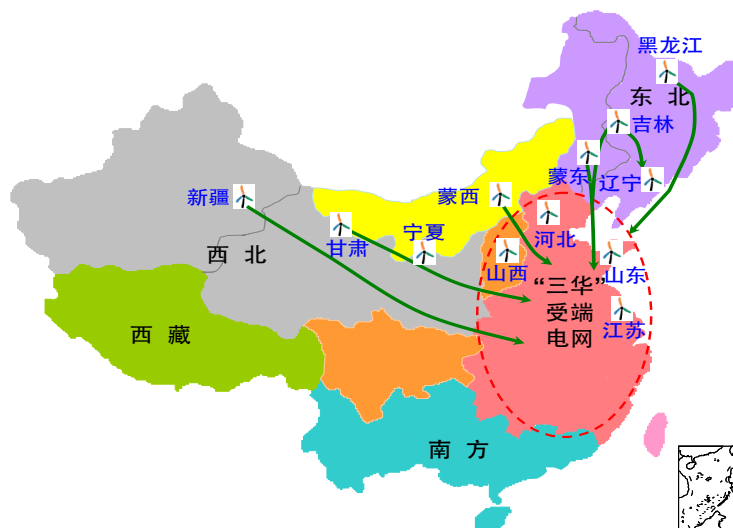 黑龙江
东 北
吉林
蒙东
辽宁
新疆
蒙西
西 北
甘肃
宁夏
河北
山西
山东
“三华”
受端
电网
江苏
西 藏
南 方